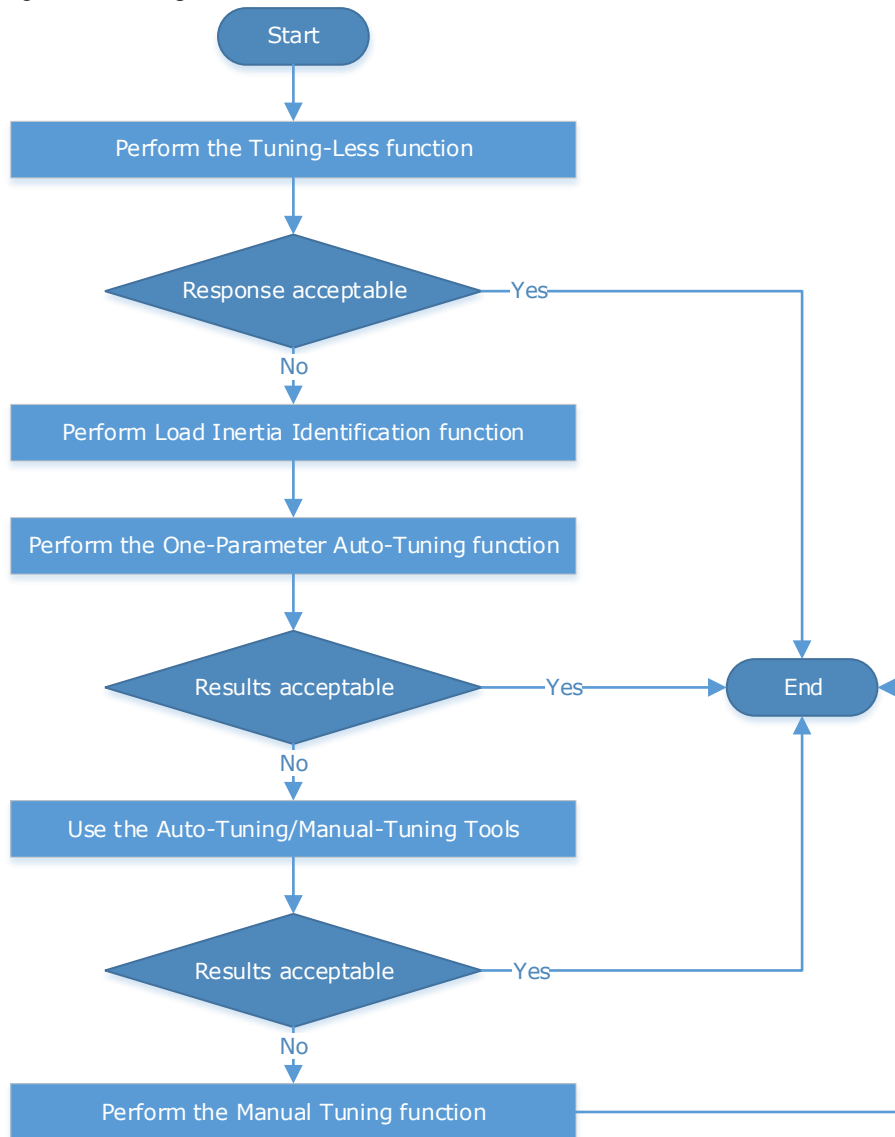 Start
Perform the Tuning-Less function
Response acceptable
Yes
No
Perform Load Inertia Identification function
Perform the One-Parameter Auto-Tuning function
Results acceptable
Yes
End
No
Use the Auto-Tuning/Manual-Tuning Tools
Results acceptable
Yes
No
Perform the Manual Tuning function